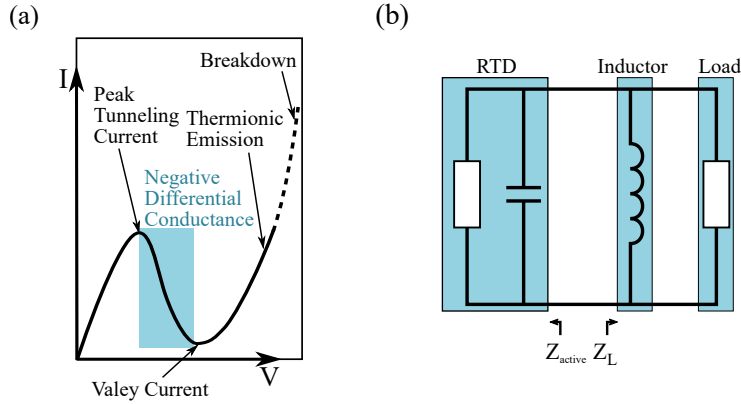 (a)
I
Peak
Tunneling
Current
Breakdown
Thermionic
Emission
Negative
Differential
Conductance
Valey Current
V
(b)
RTD
Inductor
Load
Zactive
ZL